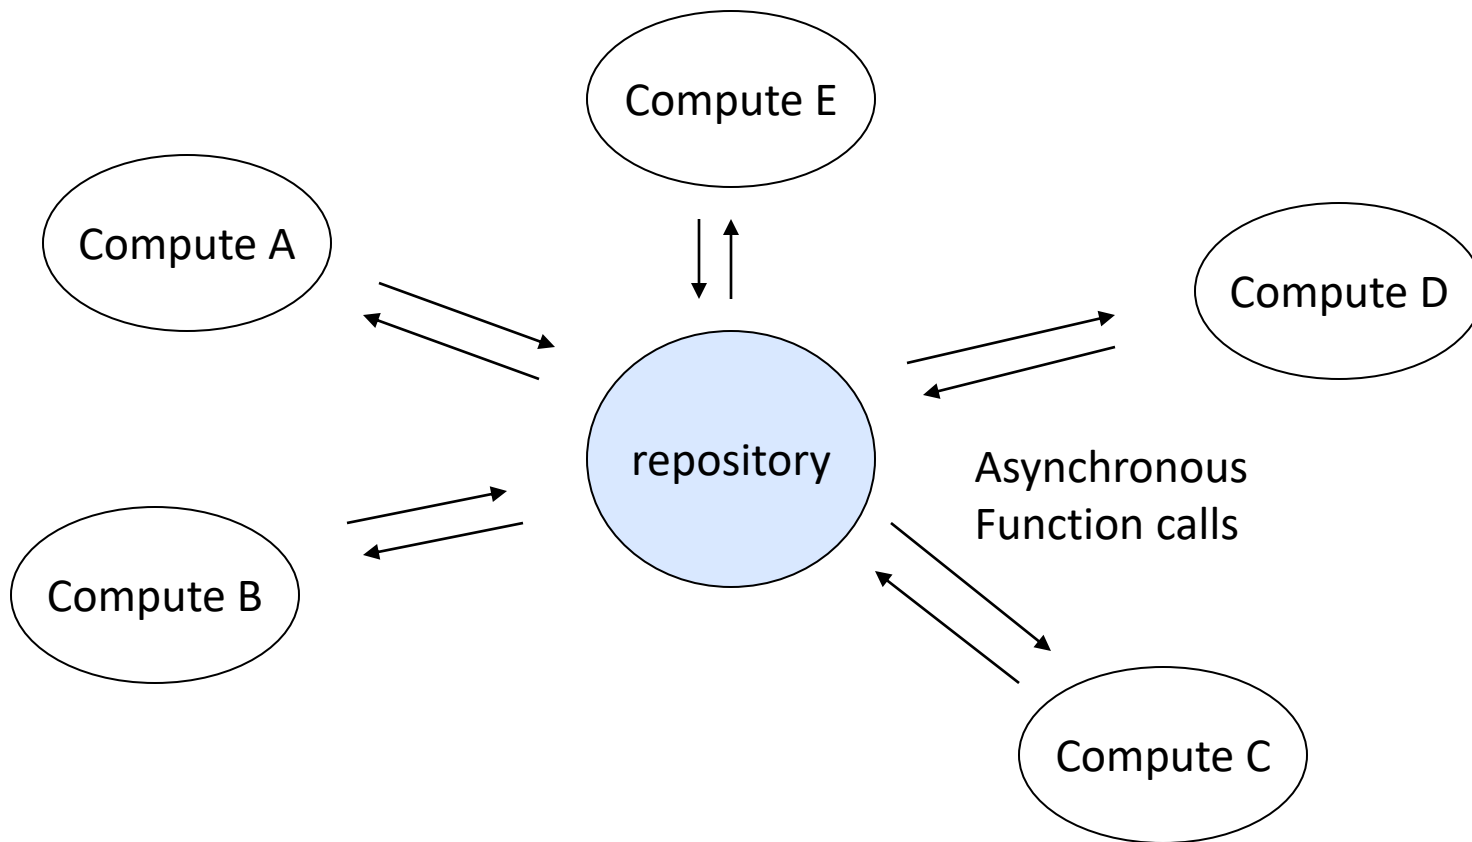 Compute E
Compute A
Compute D
repository
Asynchronous
Function calls
Compute B
Compute C